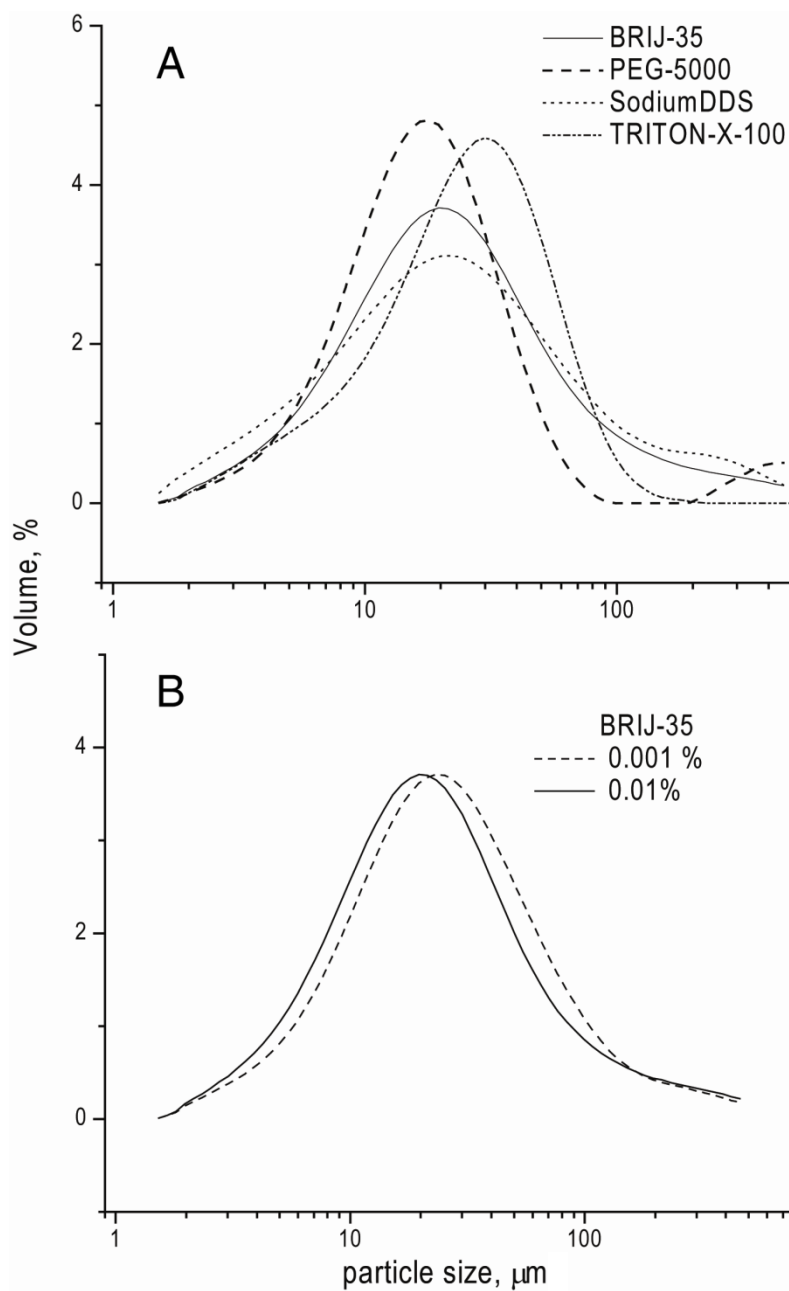 A
6
4
2
0
BRIJ-35
PEG-5000
SodiumDDS
TRITON-X-100
1
10
100
Volume, %
B
4
2
0
BRIJ-35
0.001 %
0.01%
1
10
100
particle size, μm